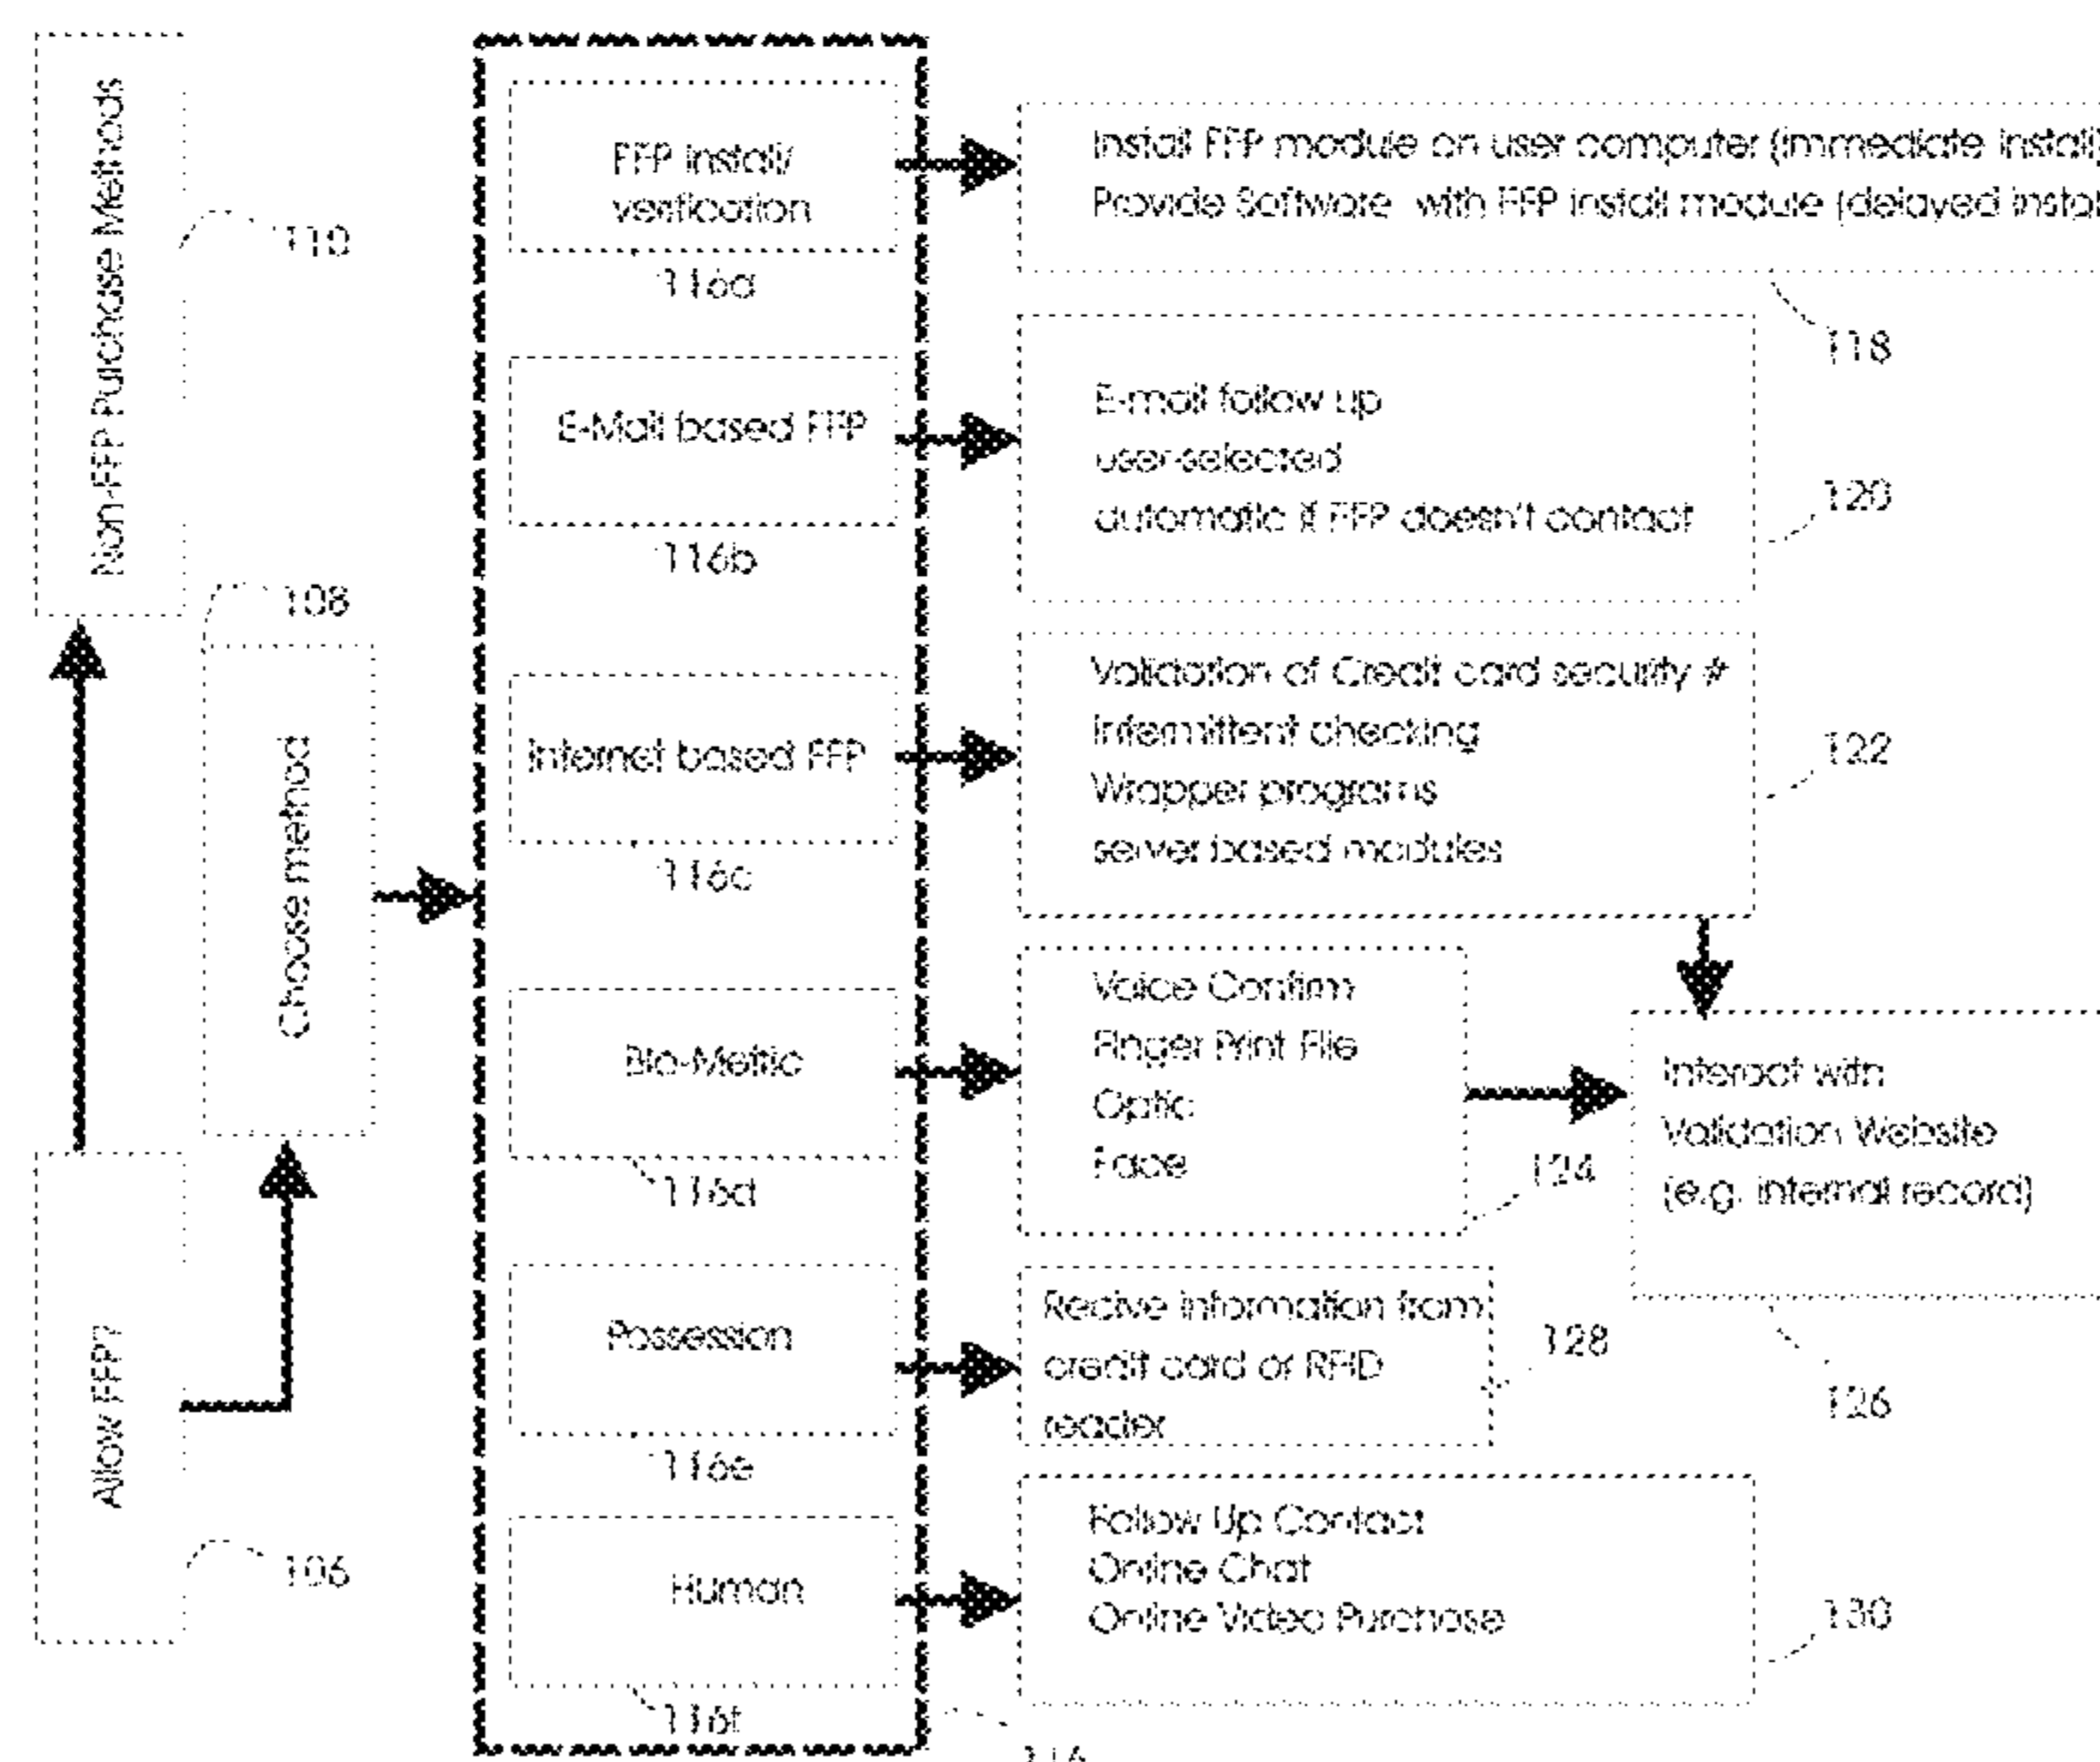 Non-FFP Purchase Methods
110
108
Choose method
Allow FFP?
106
FFP install/
verification
116a
E-Mail based FFP
116b
Internet based FFP
116c
Bio-Metric
116d
Possession
116e
Human
116f
116
Install FFP module on user computer (immediate install)
Provide Software with FFP install module (delayed instal
118
E-mail follow up
user-selected
automatic if FFP doesn't contact
120
Validation of Credit card security #
Intermittent checking
Wrapper programs
server based modules
122
Voice Confirm
Finger Print File
Optic
Face
124
Interact with
Validation Website
(e.g. internal record)
126
Recive information from
credit card or RFID
reader
128
Follow Up Contact
Online Chat
Online Video Purchase
130